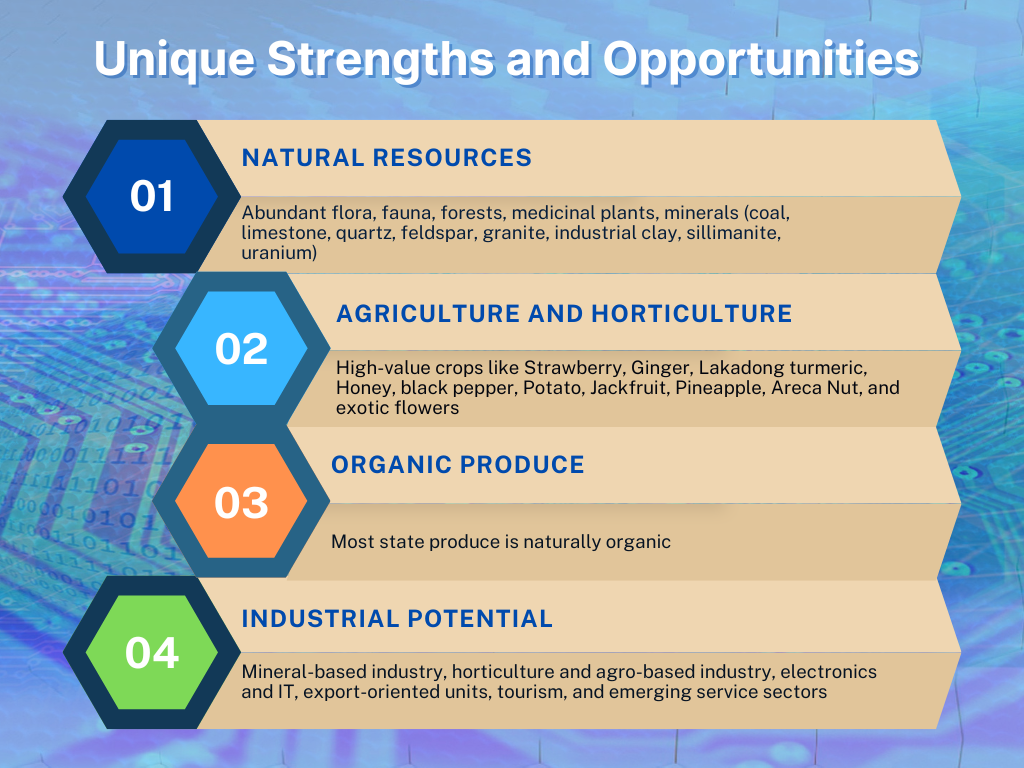 Unique Strengths and Opportunities
01
NATURAL RESOURCES
Abundant flora, fauna, forests, medicinal plants, minerals (coal,
limestone, quartz, feldspar, granite, industrial clay, sillimanite,
uranium)
02
AGRICULTURE AND HORTICULTURE
High-value crops like Strawberry, Ginger, Lakadong turmeric,
Honey, black pepper, Potato, Jackfruit, Pineapple, Areca Nut, and
exotic flowers
03
ORGANIC PRODUCE
Most state produce is naturally organic
04
INDUSTRIAL POTENTIAL
Mineral-based industry, horticulture and agro-based industry, electronics
and IT, export-oriented units, tourism, and emerging service sectors